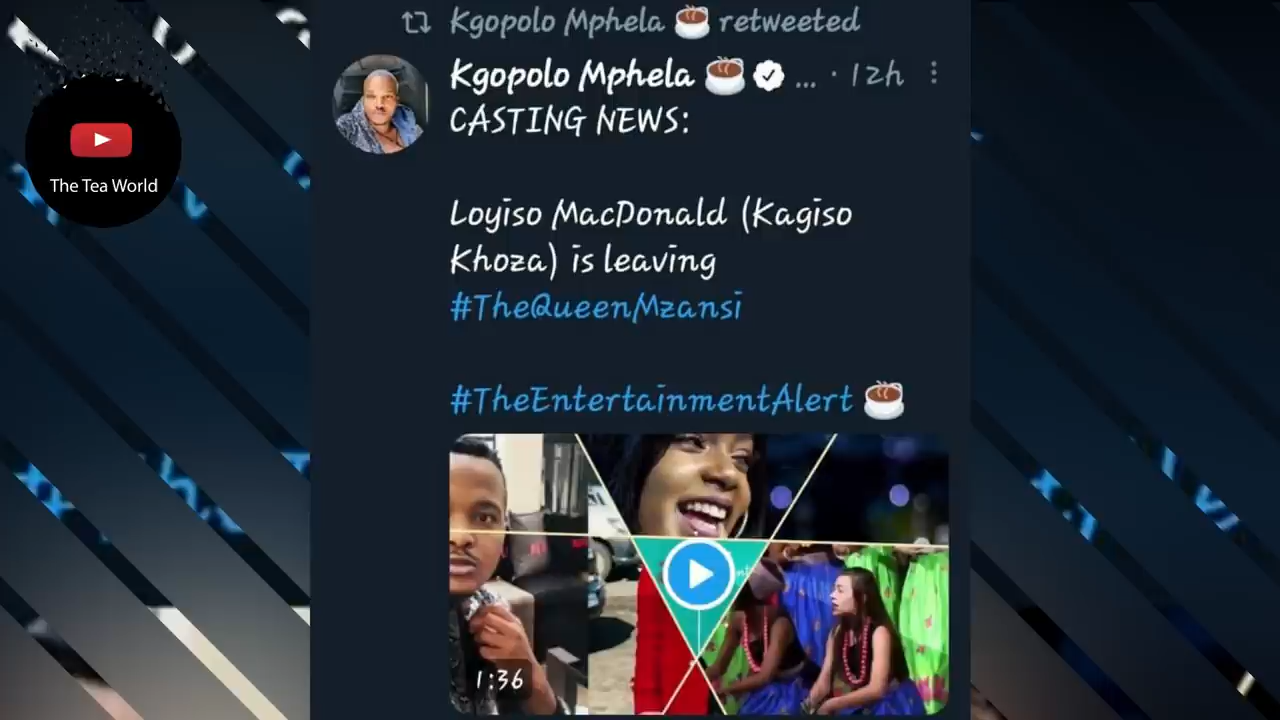 Kgopolo Mphela ☕ retweeted
Kgopolo Mphela ☕ ... · 12h
CASTING NEWS:
The Tea World
Loyiso MacDonald (Kagiso
Khoza) is leaving
#TheQueenMzansi
#TheEntertainmentAlert ☕
1:36